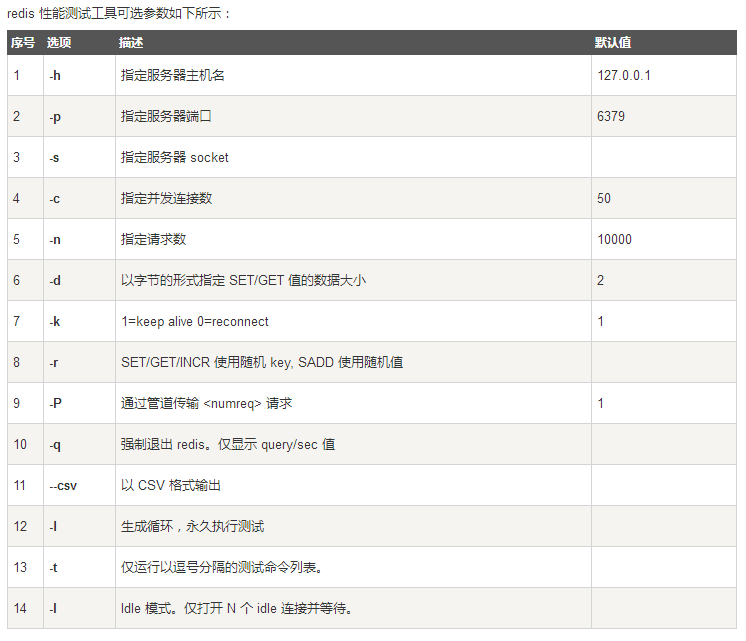 redis 性能测试工具可选参数如下所示：
序号 选项 描述 默认值
1 -h 指定服务器主机名 127.0.0.1
2 -p 指定服务器端口 6379
3 -s 指定服务器 socket
4 -c 指定并发连接数 50
5 -n 指定请求数 10000
6 -d 以字节的形式指定 SET/GET 值的数据大小 2
7 -k 1=keep alive 0=reconnect 1
8 -r SET/GET/INCR 使用随机 key, SADD 使用随机值
9 -P 通过管道传输 <numreq> 请求 1
10 -q 强制退出 redis。仅显示 query/sec 值
11 --csv 以 CSV 格式输出
12 -l 生成循环，永久执行测试
13 -t 仅运行以逗号分隔的测试命令列表。
14 -I Idle 模式。仅打开 N 个 idle 连接并等待。